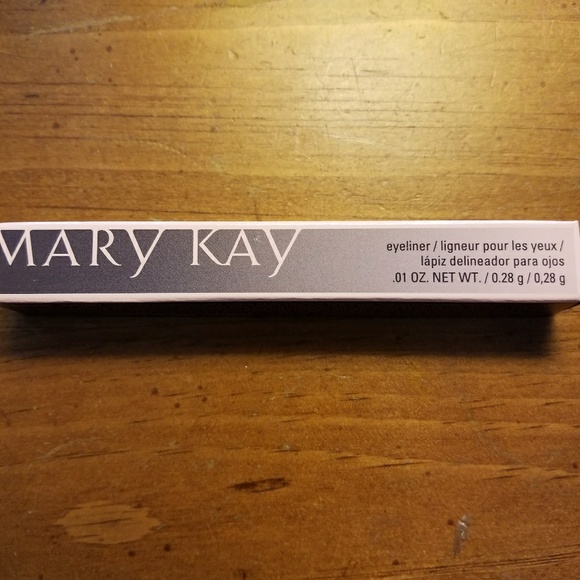 MARY KAY
eyeliner / ligneur pour les yeux /
lápiz delineador para ojos
.01 OZ. NET WT. / 0.28 g / 0,28 g